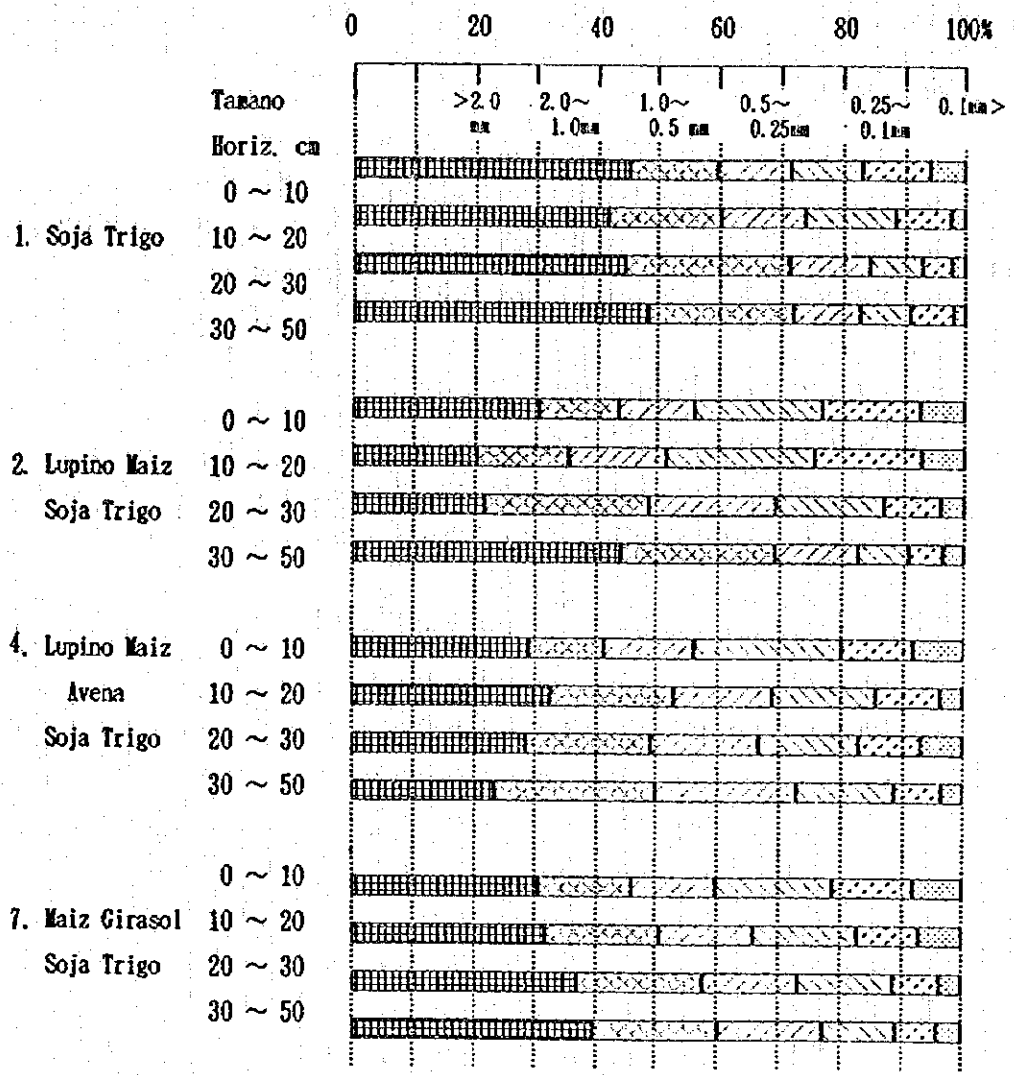 0 20 40 60 80 100%
Tamano >2.0 2.0~ 1.0~ 0.5~ 0.25~ 0.1mm>
mm 1.0mm 0.5 mm 0.25mm 0.1mm
Horiz. cm
0 ~ 10
1. Soja Trigo 10 ~ 20
20 ~ 30
30 ~ 50
0 ~ 10
2. Lupino Maiz 10 ~ 20
Soja Trigo 20 ~ 30
30 ~ 50
4. Lupino Maiz 0 ~ 10
Avena 10 ~ 20
Soja Trigo 20 ~ 30
30 ~ 50
0 ~ 10
7. Maiz Girasol 10 ~ 20
Soja Trigo 20 ~ 30
30 ~ 50